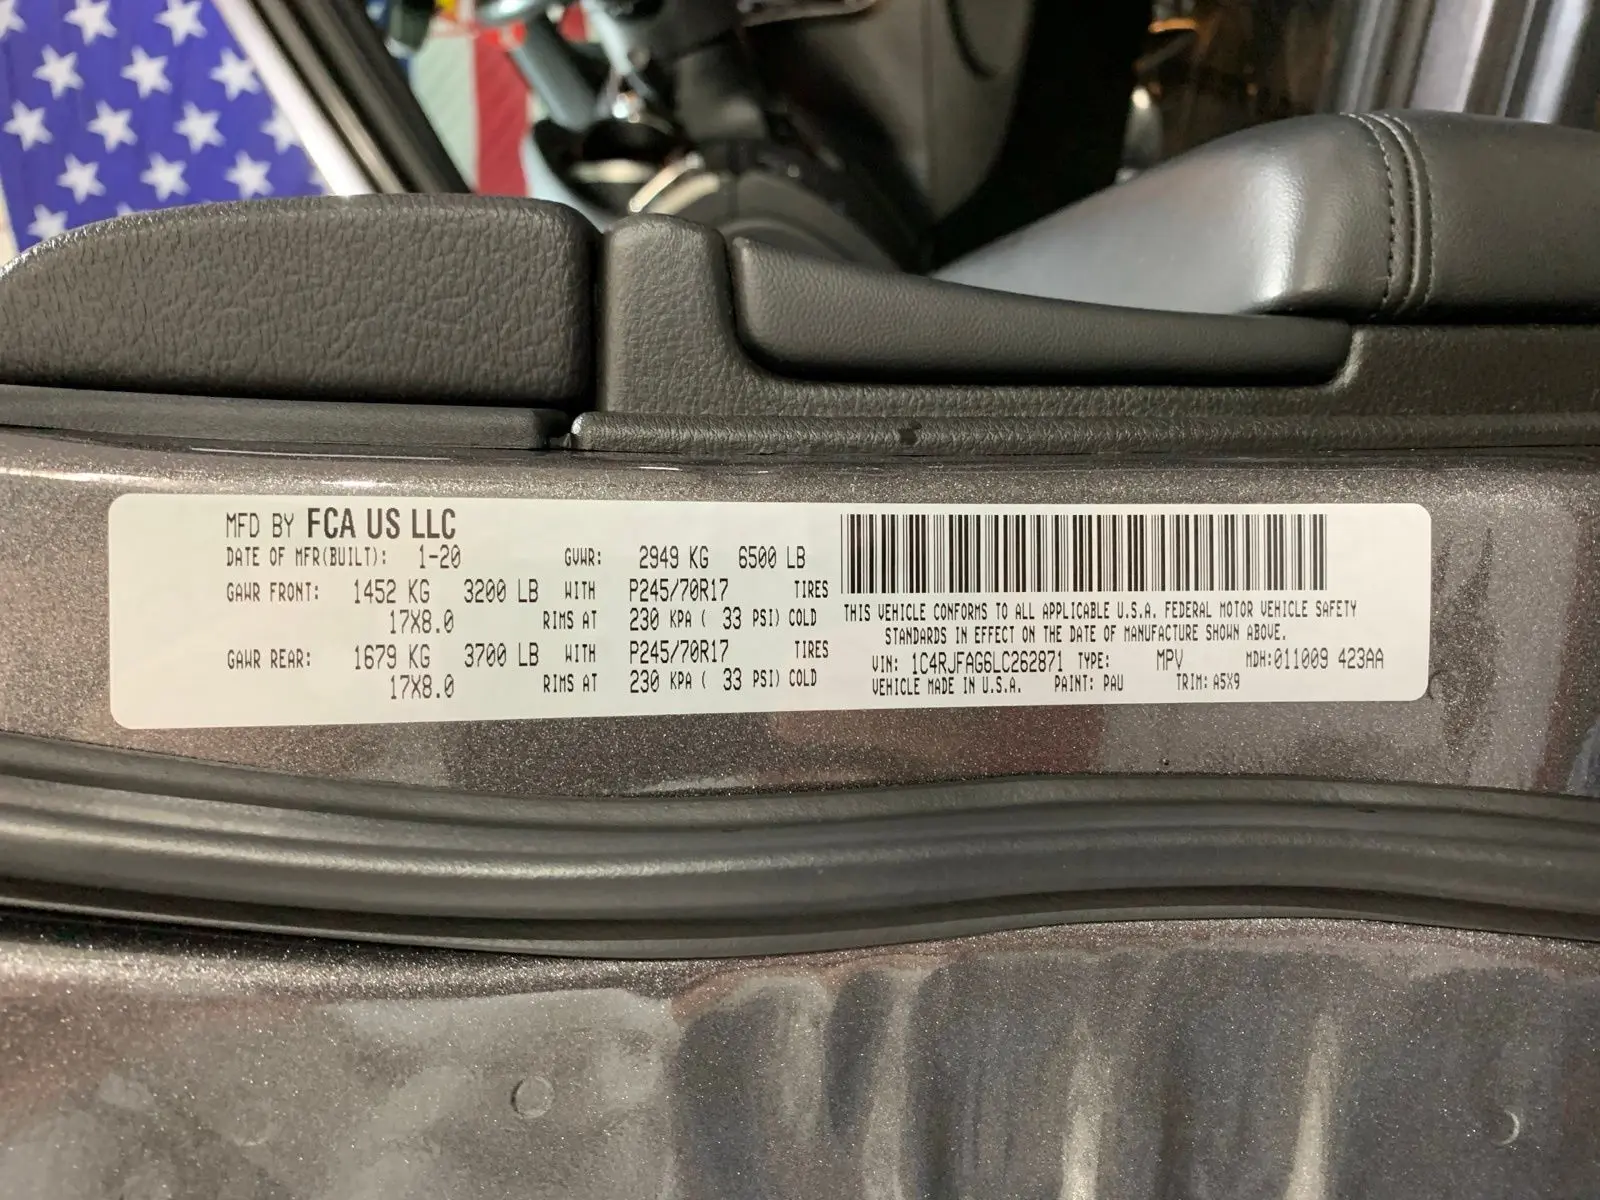 MFD BY FCA US LLC
DATE OF MFR(BUILT): 1-20 GVWR: 2949 KG 6500 LB
GAWR FRONT: 1452 KG 3200 LB WITH P245/70R17 TIRES
17X8.0 RIMS AT 230 KPA ( 33 PSI) COLD
GAWR REAR: 1679 KG 3700 LB WITH P245/70R17 TIRES
17X8.0 RIMS AT 230 KPA ( 33 PSI) COLD
THIS VEHICLE CONFORMS TO ALL APPLICABLE U.S.A. FEDERAL MOTOR VEHICLE SAFETY
STANDARDS IN EFFECT ON THE DATE OF MANUFACTURE SHOWN ABOVE.
VIN: 1C4RJFAG6LC262871 TYPE: MPV MDH:011009 423AA
VEHICLE MADE IN U.S.A. PAINT: PAU TRIM: A5X9